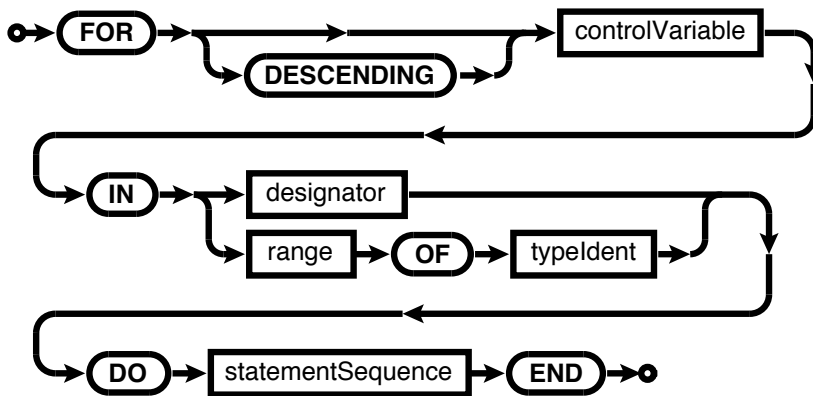 FOR controlVariable
DESCENDING
IN designator
range OF typeIdent
DO statementSequence END